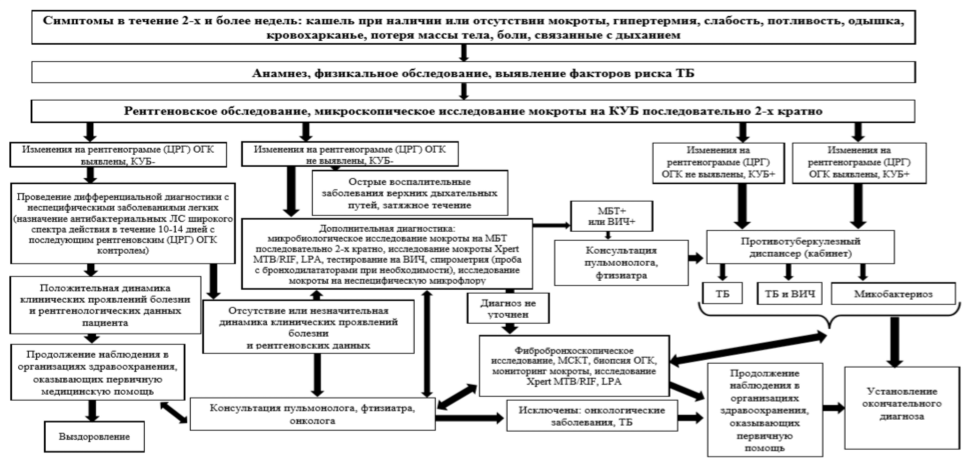 Симптомы в течение 2-х и более недель: кашель при наличии или отсутствии мокроты, гипертермия, слабость, потливость, одышка,
кровохарканье, потеря массы тела, боли, связанные с дыханием
Анамнез, физикальное обследование, выявление факторов риска ТБ
Рентгеновское обследование, микроскопическое исследование мокроты на КУБ последовательно 2-х кратно
Изменения на рентгенограмме (ЦРГ) ОГК
выявлены, КУБ-
Изменения на рентгенограмме (ЦРГ) ОГК
не выявлены, КУБ-
Изменения на
рентгенограмме (ЦРГ)
ОГК не выявлены, КУБ+
Изменения на
рентгенограмме (ЦРГ)
ОГК выявлены, КУБ+
Проведение дифференциальной диагностики с
неспецифическими заболеваниями легких
(назначение антибактериальных ЛС широкого
спектра действия в течение 10-14 дней с
последующим рентгеновским (ЦРГ) ОГК
контролем)
Острые воспалительные
заболевания верхних дыхательных
путей, затяжное течение
Дополнительная диагностика:
микробиологическое исследование мокроты на МБТ
последовательно 2-х кратно, исследование мокроты Xpert
MTB/RIF, LPA, тестирование на ВИЧ, спирометрия (проба
с бронходилататорами при необходимости), исследование
мокроты на неспецифическую микрофлору
МБТ+
или ВИЧ+
Консультация
пульмонолога,
фтизиатра
Противотуберкулезный
диспансер (кабинет)
ТБ
ТБ и ВИЧ
Микобактериоз
Положительная динамика
клинических проявлений болезни
и рентгенологических данных
пациента
Отсутствие или незначительная
динамика клинических проявлений
болезни
и рентгеновских данных
Диагноз не
уточнен
Продолжение наблюдения в
организациях здравоохранения,
оказывающих первичную
медицинскую помощь
Фибробронхоскопическое
исследование, МСКТ, биопсия ОГК,
мониторинг мокроты, исследование
Xpert MTB/RIF, LPA
Продолжение
наблюдения в
организациях
здравоохранения,
оказывающих
первичную
помощь
Установление
окончательного
диагноза
Консультация пульмонолога, фтизиатра,
онколога
Исключены: онкологические
заболевания, ТБ
Выздоровление